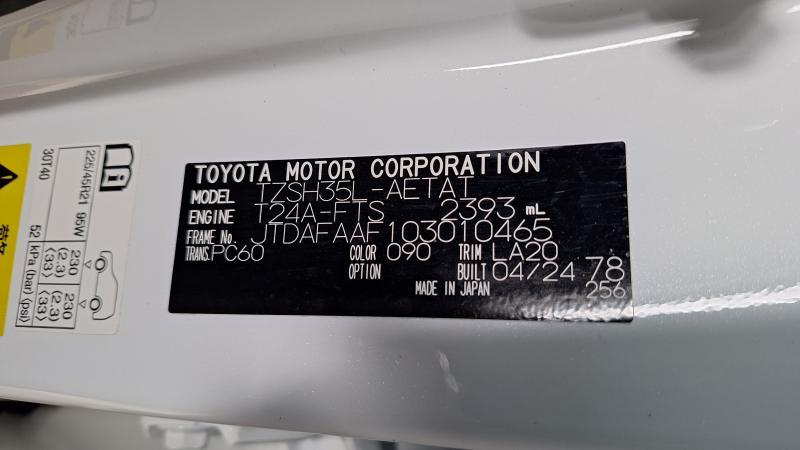 TOYOTA MOTOR CORPORATION
MODEL TZSH35L-AETAT
ENGINE T24A-FTS 2393 mL
FRAME No. JTDAFAAF103010465
TRANS. PC60 COLOR 090 TRIM LA20
OPTION BUILT 04/24 78
MADE IN JAPAN 256
225/45R21 95W
30T40
230
(2.3)
(33)
230
(2.3)
(33)
52 kPa (bar/psi)